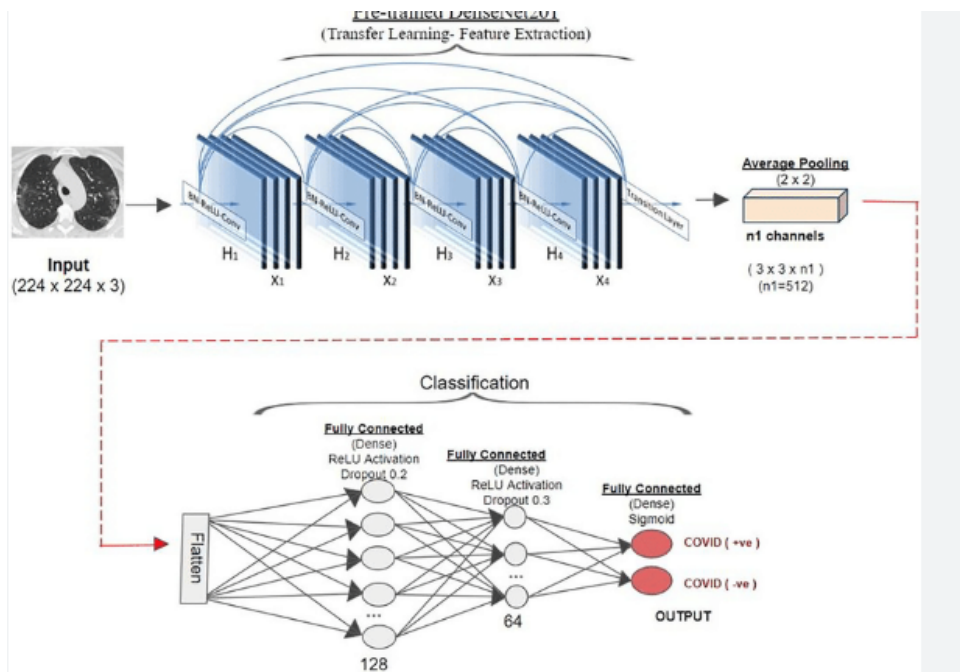 Pre-trained DenseNet201
(Transfer Learning- Feature Extraction)
BN-ReLU-Conv
BN-ReLU-Conv
BN-ReLU-Conv
BN-ReLU-Conv
Transition Layer
H1
H2
H3
H4
X1
X2
X3
X4
Input
(224 x 224 x 3)
Average Pooling
(2 x 2)
n1 channels
( 3 x 3 x n1 )
(n1=512)
Classification
Fully Connected
(Dense)
ReLU Activation
Dropout 0.2
Fully Connected
(Dense)
ReLU Activation
Dropout 0.3
Fully Connected
(Dense)
Sigmoid
Flatten
...
128
...
64
COVID ( +ve )
COVID ( -ve )
OUTPUT